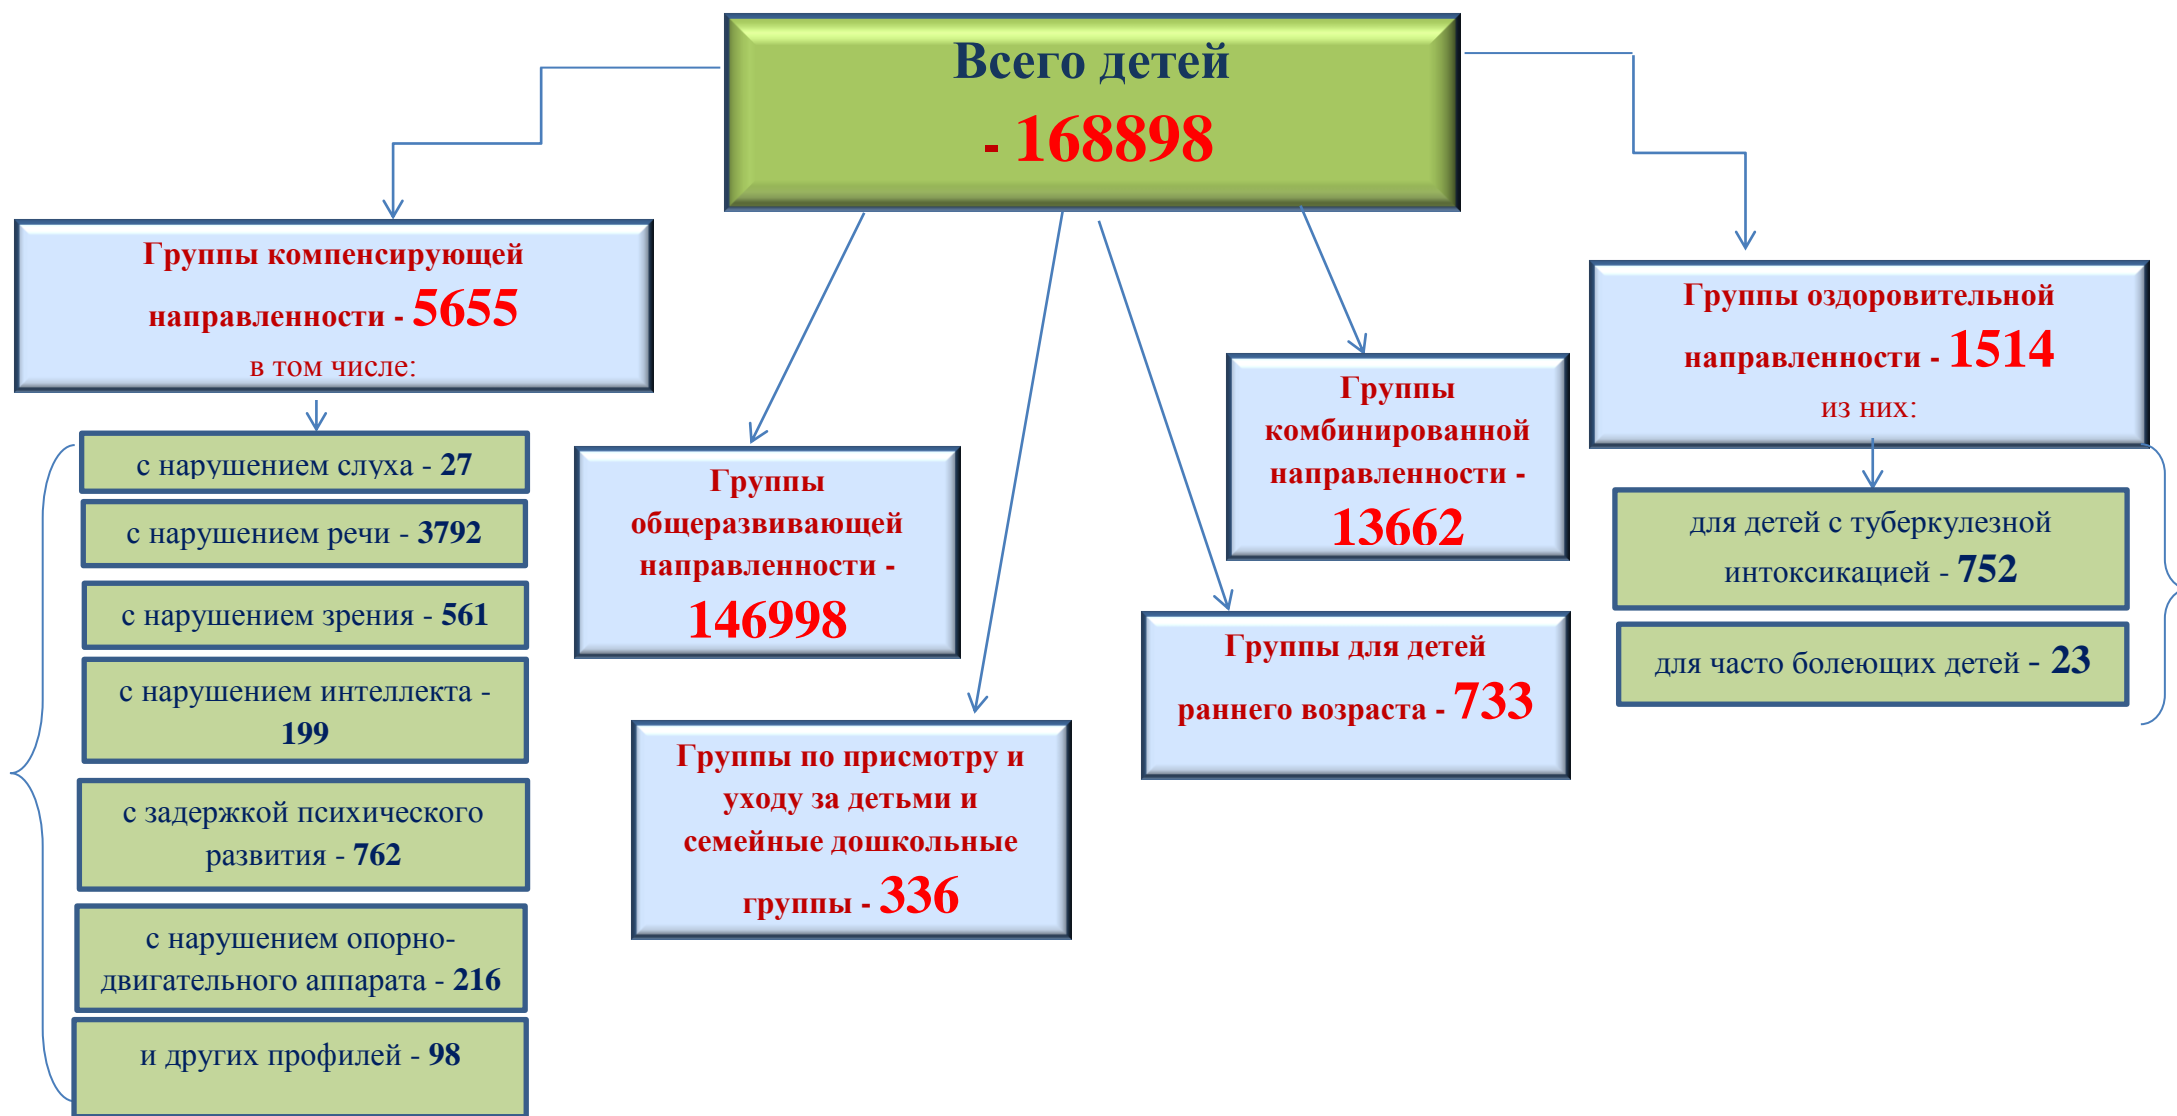 Всего детей
- 168898
Группы компенсирующей
направленности - 5655
в том числе:
с нарушением слуха - 27
с нарушением речи - 3792
с нарушением зрения - 561
с нарушением интеллекта -
199
с задержкой психического
развития - 762
с нарушением опорно-
двигательного аппарата - 216
и других профилей - 98
Группы
общеразвивающей
направленности -
146998
Группы по присмотру и
уходу за детьми и
семейные дошкольные
группы - 336
Группы для детей
раннего возраста - 733
Группы
комбинированной
направленности -
13662
Группы оздоровительной
направленности - 1514
из них:
для детей с туберкулезной
интоксикацией - 752
для часто болеющих детей - 23